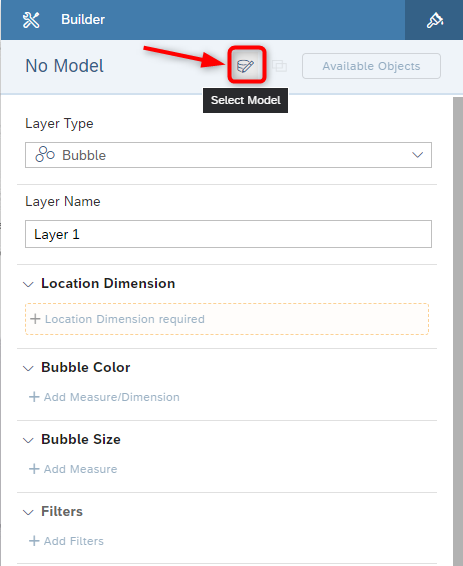 Builder
No Model
Available Objects
Select Model
Layer Type
Bubble
Layer Name
Layer 1
Location Dimension
+ Location Dimension required
Bubble Color
+ Add Measure/Dimension
Bubble Size
+ Add Measure
Filters
+ Add Filters